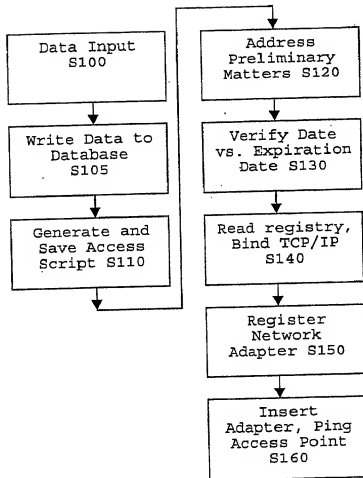 Data Input
S100
Write Data to
Database
S105
Generate and
Save Access
Script S110
Address
Preliminary
Matters S120
Verify Date
vs. Expiration
Date S130
Read registry,
Bind TCP/IP
S140
Register
Network
Adapter S150
Insert
Adapter, Ping
Access Point
S160